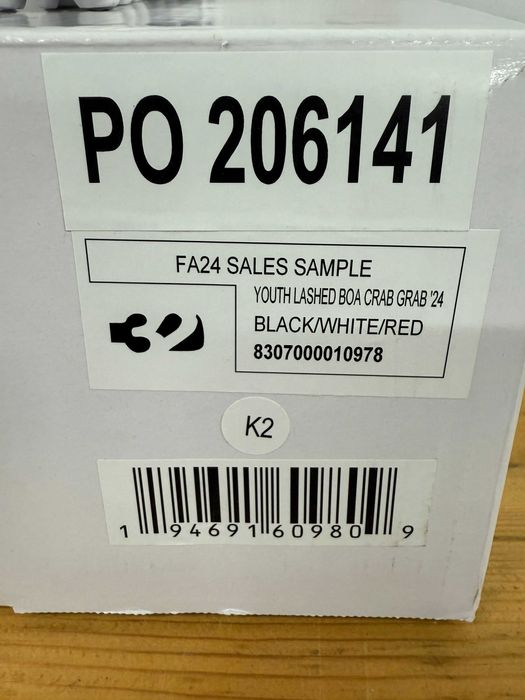 PO 206141
FA24 SALES SAMPLE
YOUTH LASHED BOA CRAB GRAB '24
BLACK/WHITE/RED
8307000010978
32
K2
1 94691 60980 9